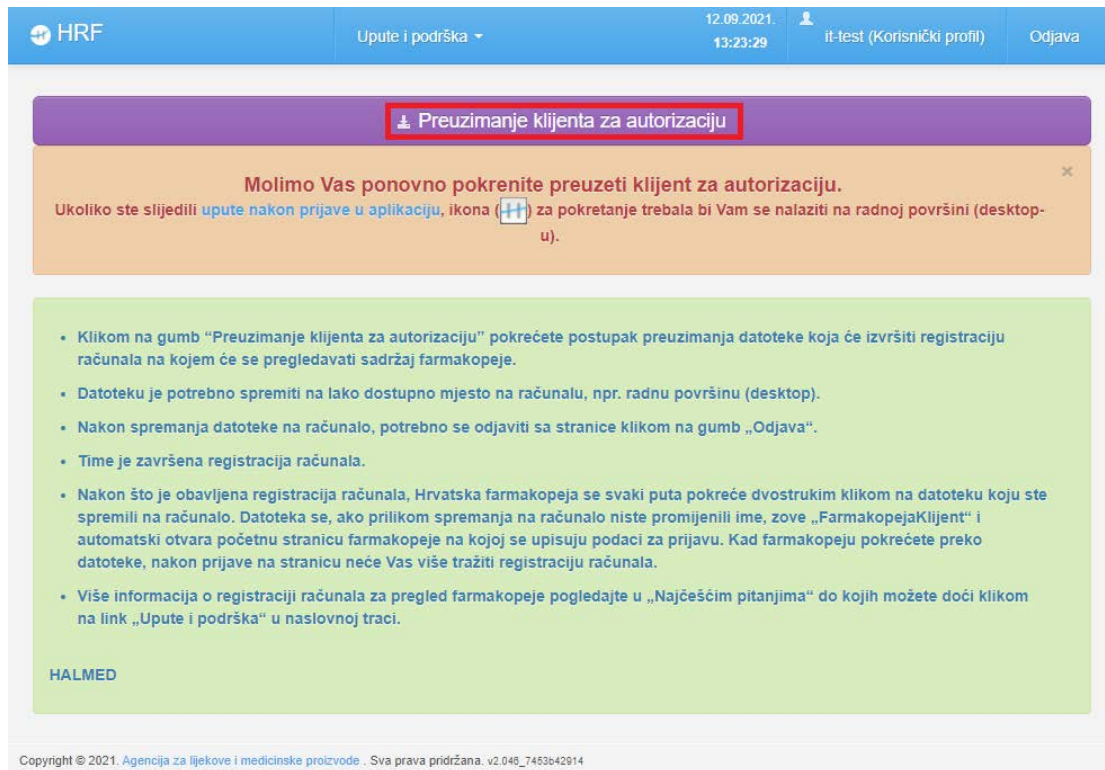 HRF
Upute i podrška
12.09.2021.
13:23:29
it-test (Korisnički profil)
Odjava
Preuzimanje klijenta za autorizaciju
×
Molimo Vas ponovno pokrenite preuzeti klijent za autorizaciju.
Ukoliko ste slijedili upute nakon prijave u aplikaciju, ikona (H) za pokretanje trebala bi Vam se nalaziti na radnoj površini (desktop-
u).
• Klikom na gumb “Preuzimanje klijenta za autorizaciju” pokrećete postupak preuzimanja datoteke koja će izvršiti registraciju
računala na kojem će se pregledavati sadržaj farmakopeje.
• Datoteku je potrebno spremiti na lako dostupno mjesto na računalu, npr. radnu površinu (desktop).
• Nakon spremanja datoteke na računalo, potrebno se odjaviti sa stranice klikom na gumb „Odjava“.
• Time je završena registracija računala.
• Nakon što je obavljena registracija računala, Hrvatska farmakopeja se svaki puta pokreće dvostrukim klikom na datoteku koju ste
spremili na računalo. Datoteka se, ako prilikom spremanja na računalo niste promijenili ime, zove „FarmakopejaKlijent“ i
automatski otvara početnu stranicu farmakopeje na kojoj se upisuju podaci za prijavu. Kad farmakopeju pokrećete preko
datoteke, nakon prijave na stranicu neće Vas više tražiti registraciju računala.
• Više informacija o registraciji računala za pregled farmakopeje pogledajte u „Najčešćim pitanjima“ do kojih možete doći klikom
na link „Upute i podrška“ u naslovnoj traci.
HALMED
Copyright © 2021. Agencija za lijekove i medicinske proizvode . Sva prava pridržana. v2.046_7453b42914